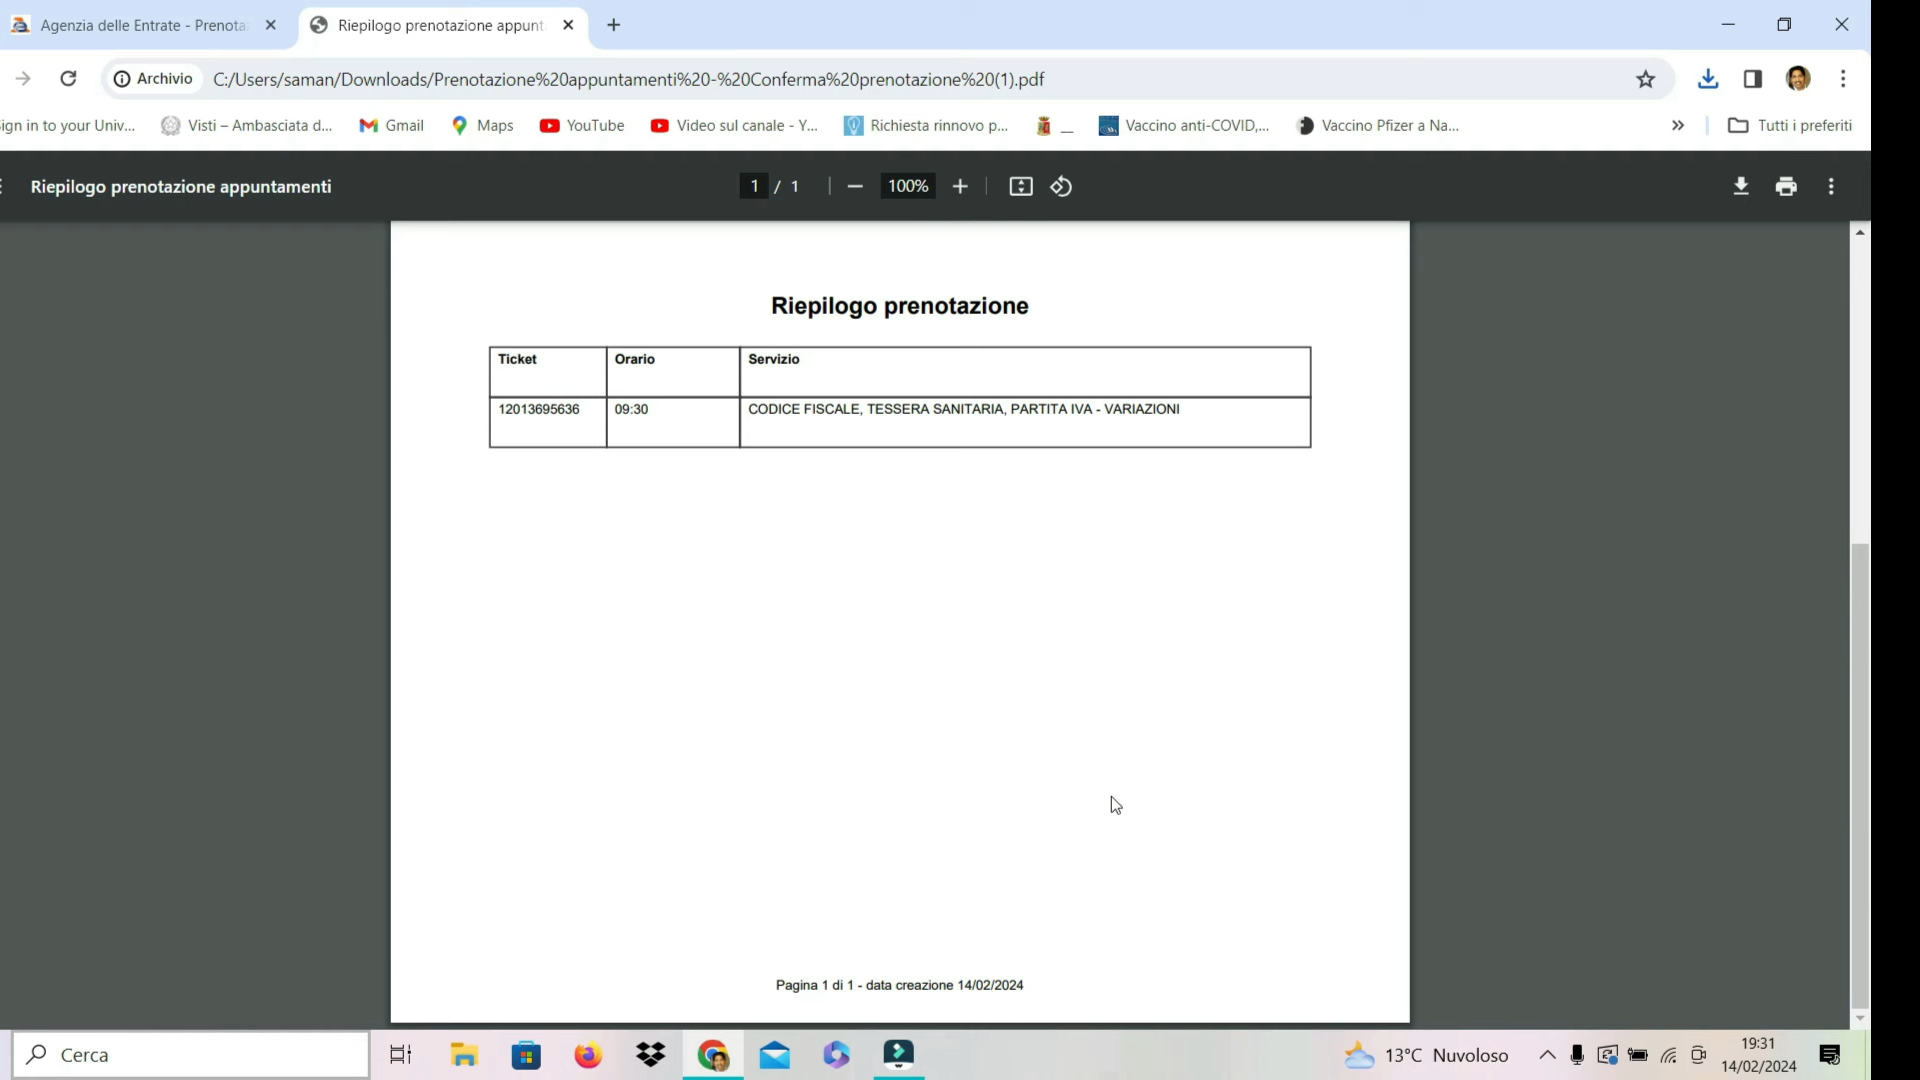 Agenzia delle Entrate - Prenota
Riepilogo prenotazione appunt
Archivio
C:/Users/saman/Downloads/Prenotazione%20appuntamenti%20-%20Conferma%20prenotazione%20(1).pdf
ign in to your Univ...
Visti – Ambasciata d...
Gmail
Maps
YouTube
Video sul canale - Y...
Richiesta rinnovo p...
__
Vaccino anti-COVID,...
Vaccino Pfizer a Na...
»
Tutti i preferiti
Riepilogo prenotazione appuntamenti
1 / 1
100%
Riepilogo prenotazione
Ticket Orario Servizio
12013695636 09:30 CODICE FISCALE, TESSERA SANITARIA, PARTITA IVA - VARIAZIONI
Pagina 1 di 1 - data creazione 14/02/2024
Cerca
13°C Nuvoloso
19:31
14/02/2024